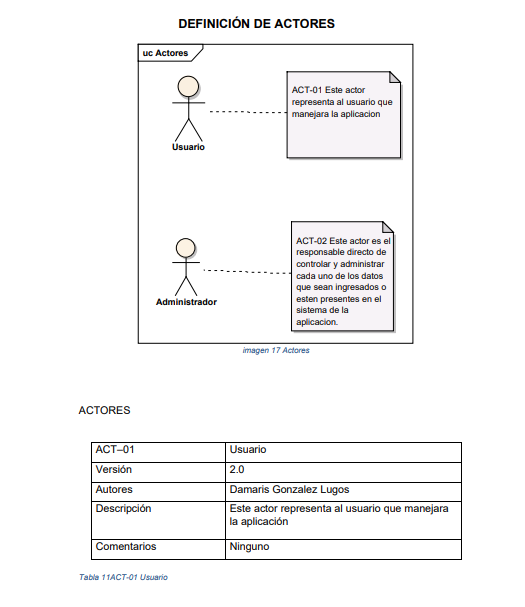 DEFINICIÓN DE ACTORES
uc Actores
ACT-01 Este actor
representa al usuario que
manejara la aplicacion
Usuario
ACT-02 Este actor es el
responsable directo de
controlar y administrar
cada uno de los datos
que sean ingresados o
esten presentes en el
sistema de la
aplicacion.
Administrador
imagen 17 Actores
ACTORES
ACT–01 Usuario
Versión 2.0
Autores Damaris Gonzalez Lugos
Descripción Este actor representa al usuario que manejara
la aplicación
Comentarios Ninguno
Tabla 11ACT-01 Usuario